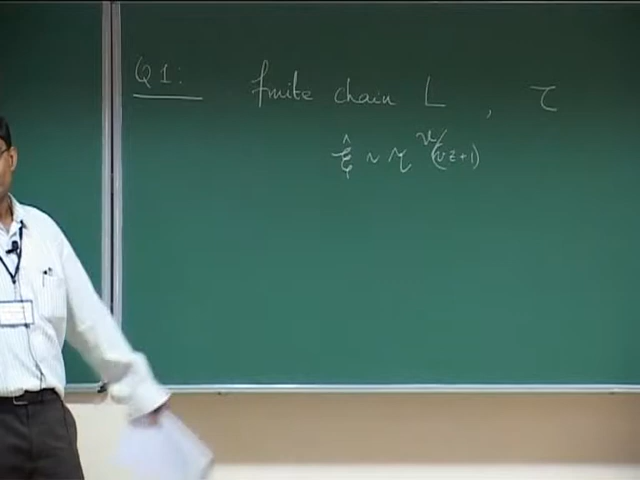 Q1: finite chain L , τ
ξ̂ ~ τ^ν/(νz+1)